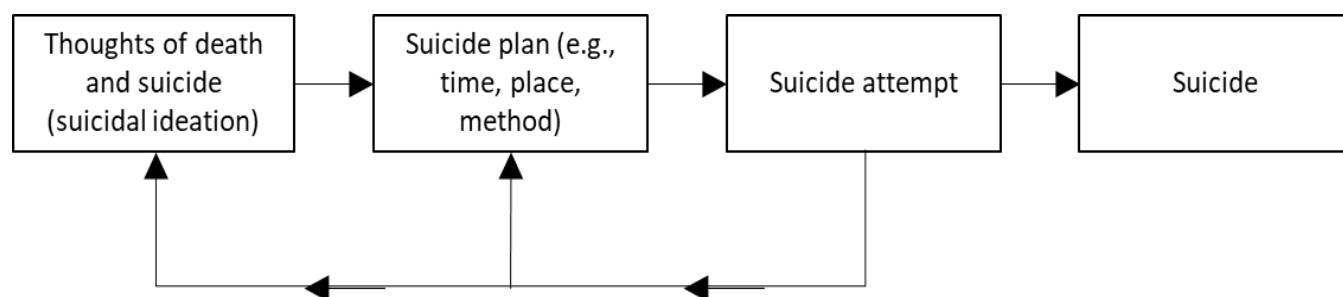 Thoughts of death
and suicide
(suicidal ideation)
Suicide plan (e.g.,
time, place,
method)
Suicide attempt
Suicide